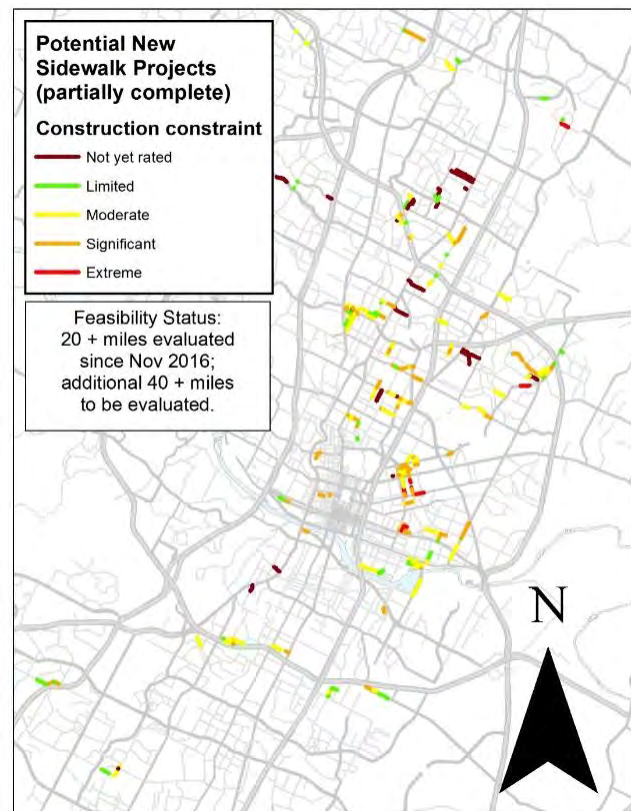 Potential New
Sidewalk Projects
(partially complete)
Construction constraint
Not yet rated
Limited
Moderate
Significant
Extreme
Feasibility Status:
20 + miles evaluated
since Nov 2016;
additional 40 + miles
to be evaluated.
N